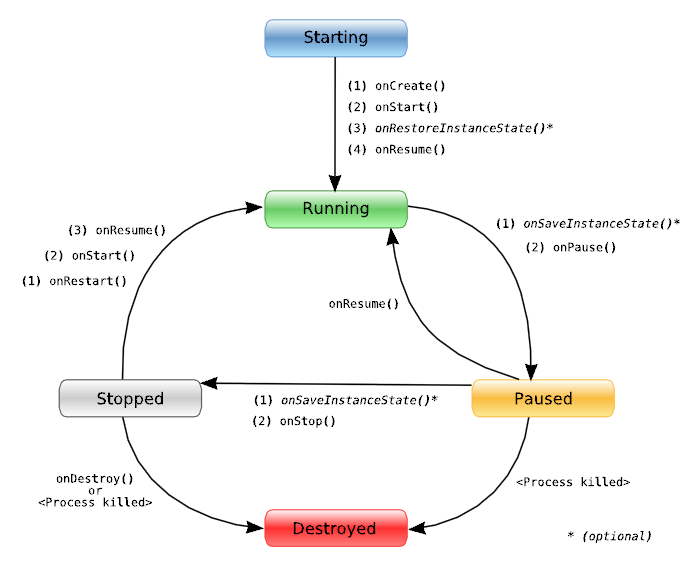 Starting
(1) onCreate()
(2) onStart()
(3) onRestoreInstanceState()*
(4) onResume()
Running
(3) onResume()
(2) onStart()
(1) onRestart()
(1) onSaveInstanceState()*
(2) onPause()
onResume()
Stopped
(1) onSaveInstanceState()*
(2) onStop()
Paused
onDestroy()
or
<Process killed>
<Process killed>
Destroyed
* (optional)